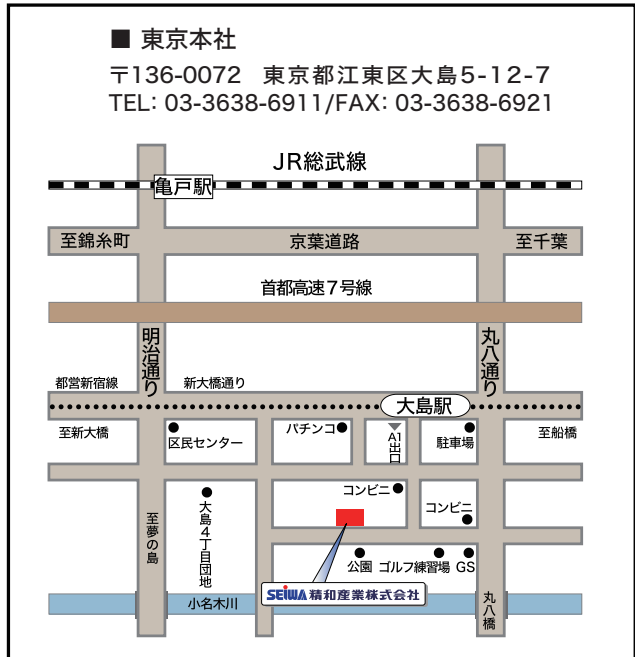 ■ 東京本社
〒136-0072 東京都江東区大島5-12-7
TEL: 03-3638-6911/FAX: 03-3638-6921
JR総武線
亀戸駅
至錦糸町
京葉道路
至千葉
首都高速7号線
明治通り
丸八通り
都営新宿線
新大橋通り
大島駅
至新大橋
区民センター
パチンコ
A1出口
駐車場
至船橋
コンビニ
コンビニ
大島4丁目団地
至夢の島
公園
ゴルフ練習場
GS
SEIWA 精和産業株式会社
小名木川
丸八橋